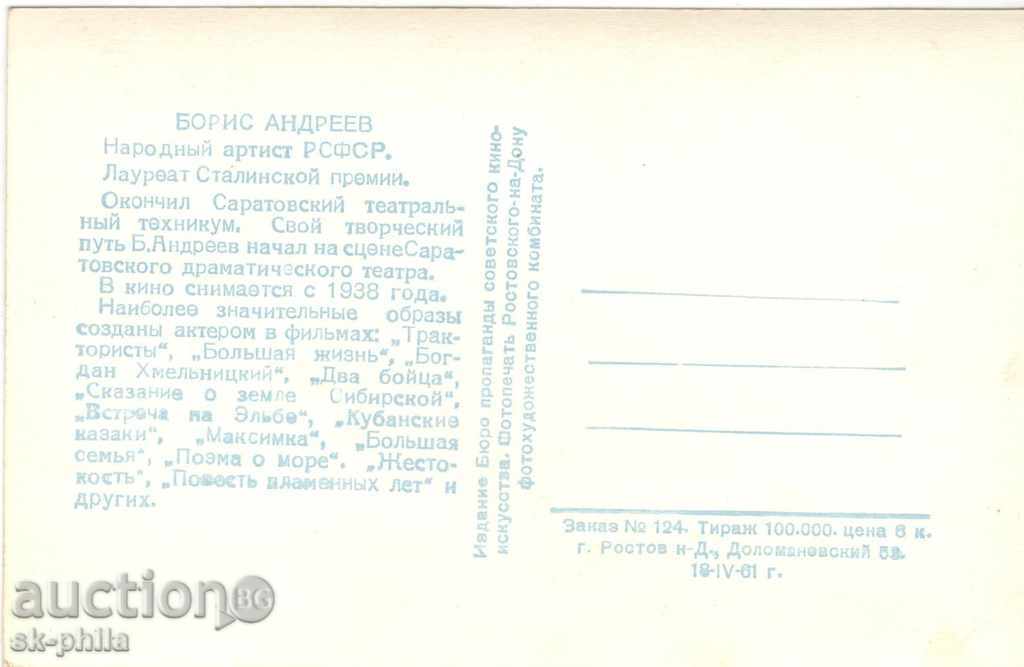 БОРИС АНДРЕЕВ
Народный артист РСФСР.
Лауреат Сталинской премии.
Окончил Саратовский театраль-
ный техникум. Свой творческий
путь Б.Андреев начал на сценеСара-
товского драматического театра.
В кино снимается с 1938 года.
Наиболее значительные образы
созданы актером в фильмах: „Трак-
тористы“, „Большая жизнь“, „Бог-
дан Хмельницкий“, „Два бойца“,
„Сказание о земле Сибирской“,
„Встреча на Эльбе“, „Кубанские
казаки“, „Максимка“, „Большая
семья“, „Поэма о море“. „Жесто-
кость“, „Повесть пламенных лет“ и
других.
Издание Бюро пропаганды советского кино-
искусства. Фотопечать Ростовского-на-Дону
фотохудожественного комбината.
Заказ № 124. Тираж 100.000. цена 6 к.
г. Ростов н-Д., Доломановский
18-IV-61 г.
auction BG
sk-phila